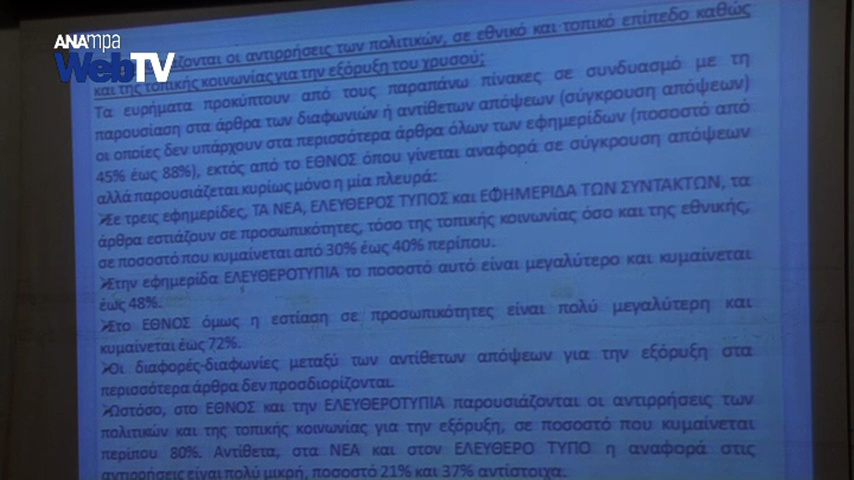 ANAmpa
WebTV
οι αντιρρήσεις των πολιτικών, σε εθνικό και τοπικό επίπεδο καθώς
και της τοπικής κοινωνίας για την εξόρυξη του χρυσού;
Τα ευρήματα προκύπτουν από τους παραπάνω πίνακες σε συνδυασμό με τη
παρουσίαση στα άρθρα των διαφωνιών ή αντίθετων απόψεων (σύγκρουση απόψεων)
οι οποίες δεν υπάρχουν στα περισσότερα άρθρα όλων των εφημερίδων (ποσοστό από
45% έως 88%), εκτός από το ΕΘΝΟΣ όπου γίνεται αναφορά σε σύγκρουση απόψεων
αλλά παρουσιάζεται κυρίως μόνο η μία πλευρά:
➤Σε τρεις εφημερίδες, ΤΑ ΝΕΑ, ΕΛΕΥΘΕΡΟΣ ΤΥΠΟΣ και ΕΦΗΜΕΡΙΔΑ ΤΩΝ ΣΥΝΤΑΚΤΩΝ, τα
άρθρα εστιάζουν σε προσωπικότητες, τόσο της τοπικής κοινωνίας όσο και της εθνικής,
σε ποσοστό που κυμαίνεται από 30% έως 40% περίπου.
➤Στην εφημερίδα ΕΛΕΥΘΕΡΟΤΥΠΙΑ το ποσοστό αυτό είναι μεγαλύτερο και κυμαίνεται
έως 48%.
➤Στο ΕΘΝΟΣ όμως η εστίαση σε προσωπικότητες είναι πολύ μεγαλύτερη και
κυμαίνεται έως 72%.
➤Οι διαφορές-διαφωνίες μεταξύ των αντίθετων απόψεων για την εξόρυξη στα
περισσότερα άρθρα δεν προσδιορίζονται.
➤Ωστόσο, στο ΕΘΝΟΣ και την ΕΛΕΥΘΕΡΟΤΥΠΙΑ παρουσιάζονται οι αντιρρήσεις των
πολιτικών και της τοπικής κοινωνίας για την εξόρυξη, σε ποσοστό που κυμαίνεται
περίπου 80%. Αντίθετα, στα ΝΕΑ και στον ΕΛΕΥΘΕΡΟ ΤΥΠΟ η αναφορά στις
αντιρρήσεις είναι πολύ μικρή, ποσοστό 21% και 37% αντίστοιχα.